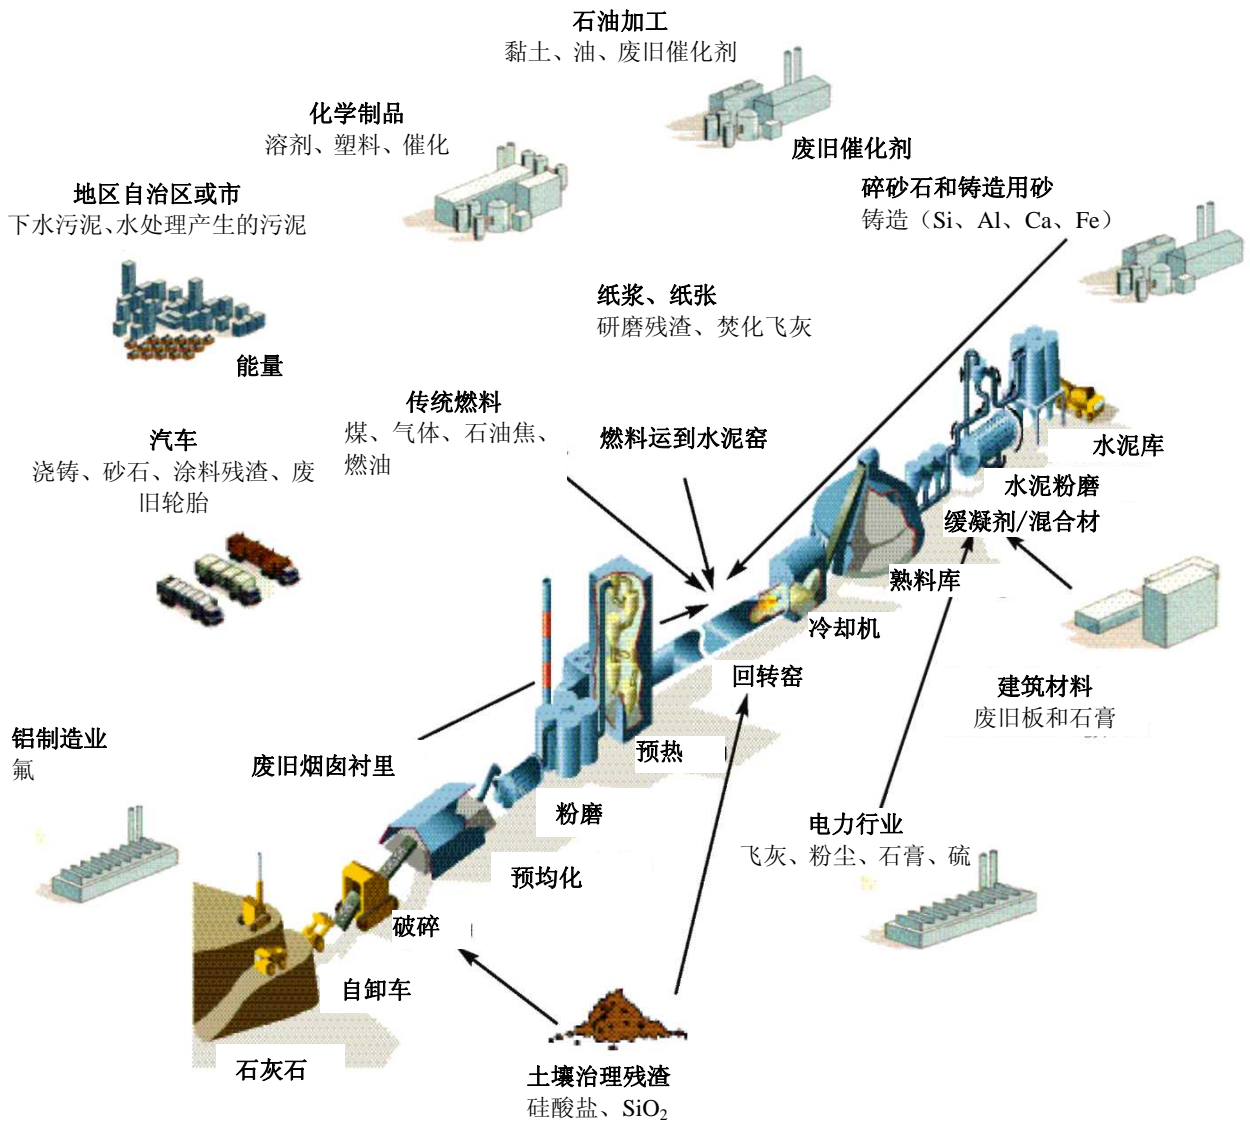 石油加工
黏土、油、废旧催化剂
化学制品
溶剂、塑料、催化
废旧催化剂
地区自治区或市
下水污泥、水处理产生的污泥
碎砂石和铸造用砂
铸造（Si、Al、Ca、Fe）
纸浆、纸张
研磨残渣、焚化飞灰
能量
传统燃料
煤、气体、石油焦、
燃油
燃料运到水泥窑
汽车
浇铸、砂石、涂料残渣、废
旧轮胎
水泥库
水泥粉磨
缓凝剂/混合材
熟料库
冷却机
回转窑
建筑材料
废旧板和石膏
铝制造业
氟
废旧烟囱衬里
预热
粉磨
电力行业
飞灰、粉尘、石膏、硫
预均化
破碎
自卸车
石灰石
土壤治理残渣
硅酸盐、SiO₂